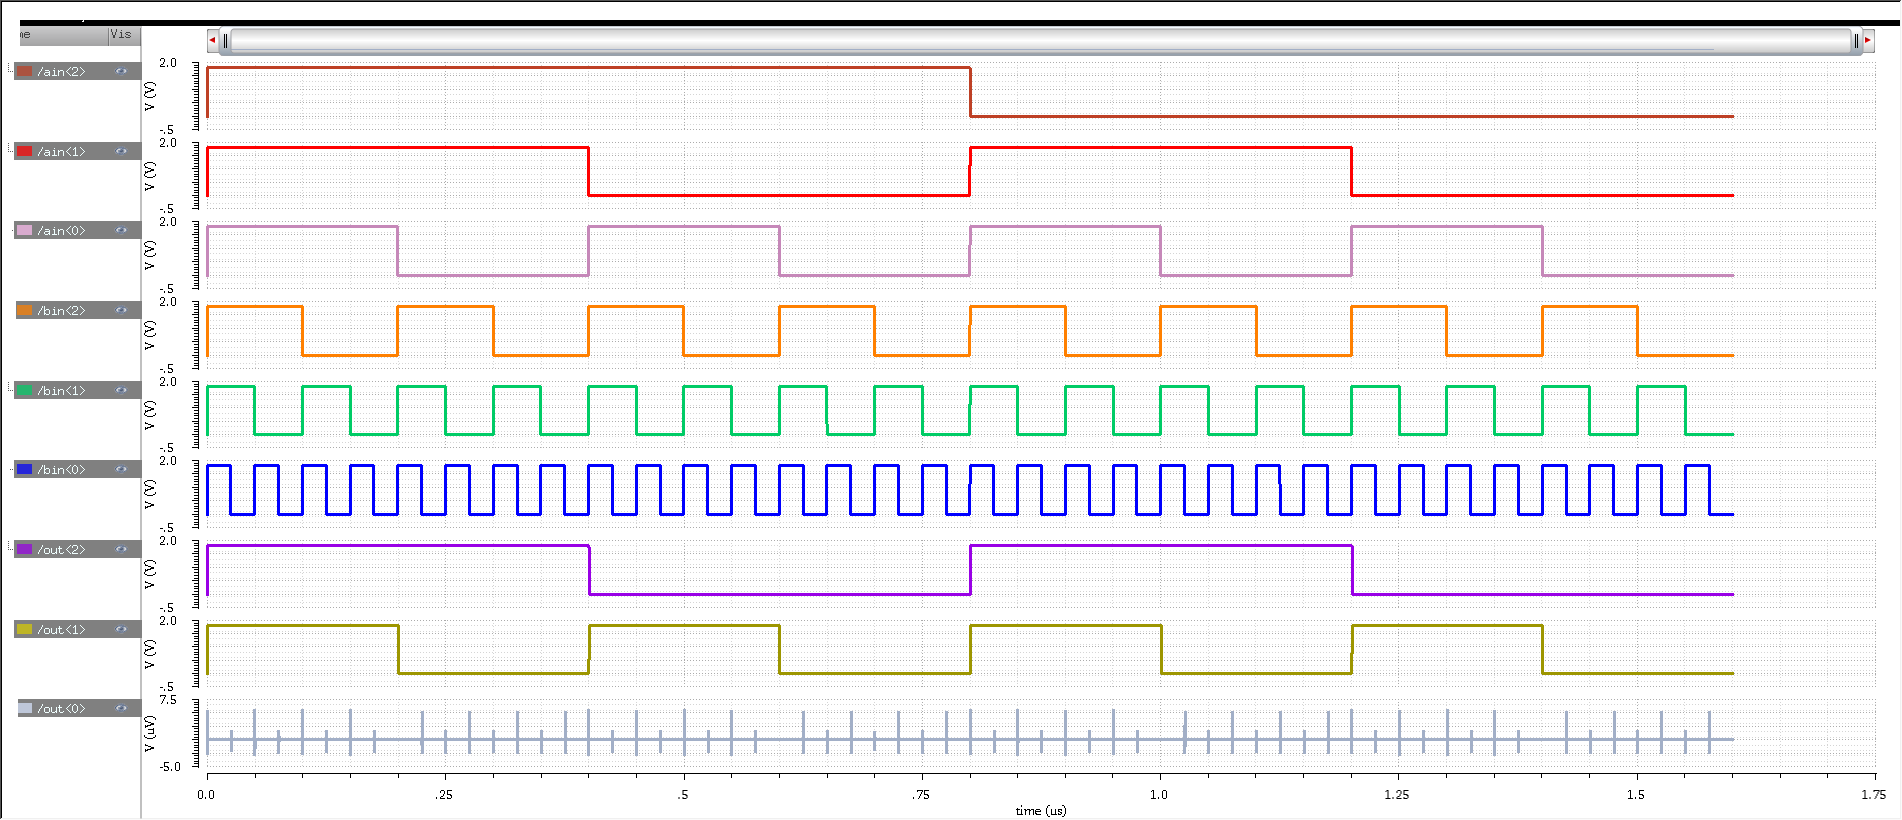 Vis
/ain<2>
V (V)
2.0
-.5
/ain<1>
V (V)
2.0
-.5
/ain<0>
V (V)
2.0
-.5
/bin<2>
V (V)
2.0
-.5
/bin<1>
V (V)
2.0
-.5
/bin<0>
V (V)
2.0
-.5
/out<2>
V (V)
2.0
-.5
/out<1>
V (V)
2.0
-.5
/out<0>
V (uV)
7.5
-5.0
0.0 .25 .5 .75 1.0 1.25 1.5 1.75
time (us)